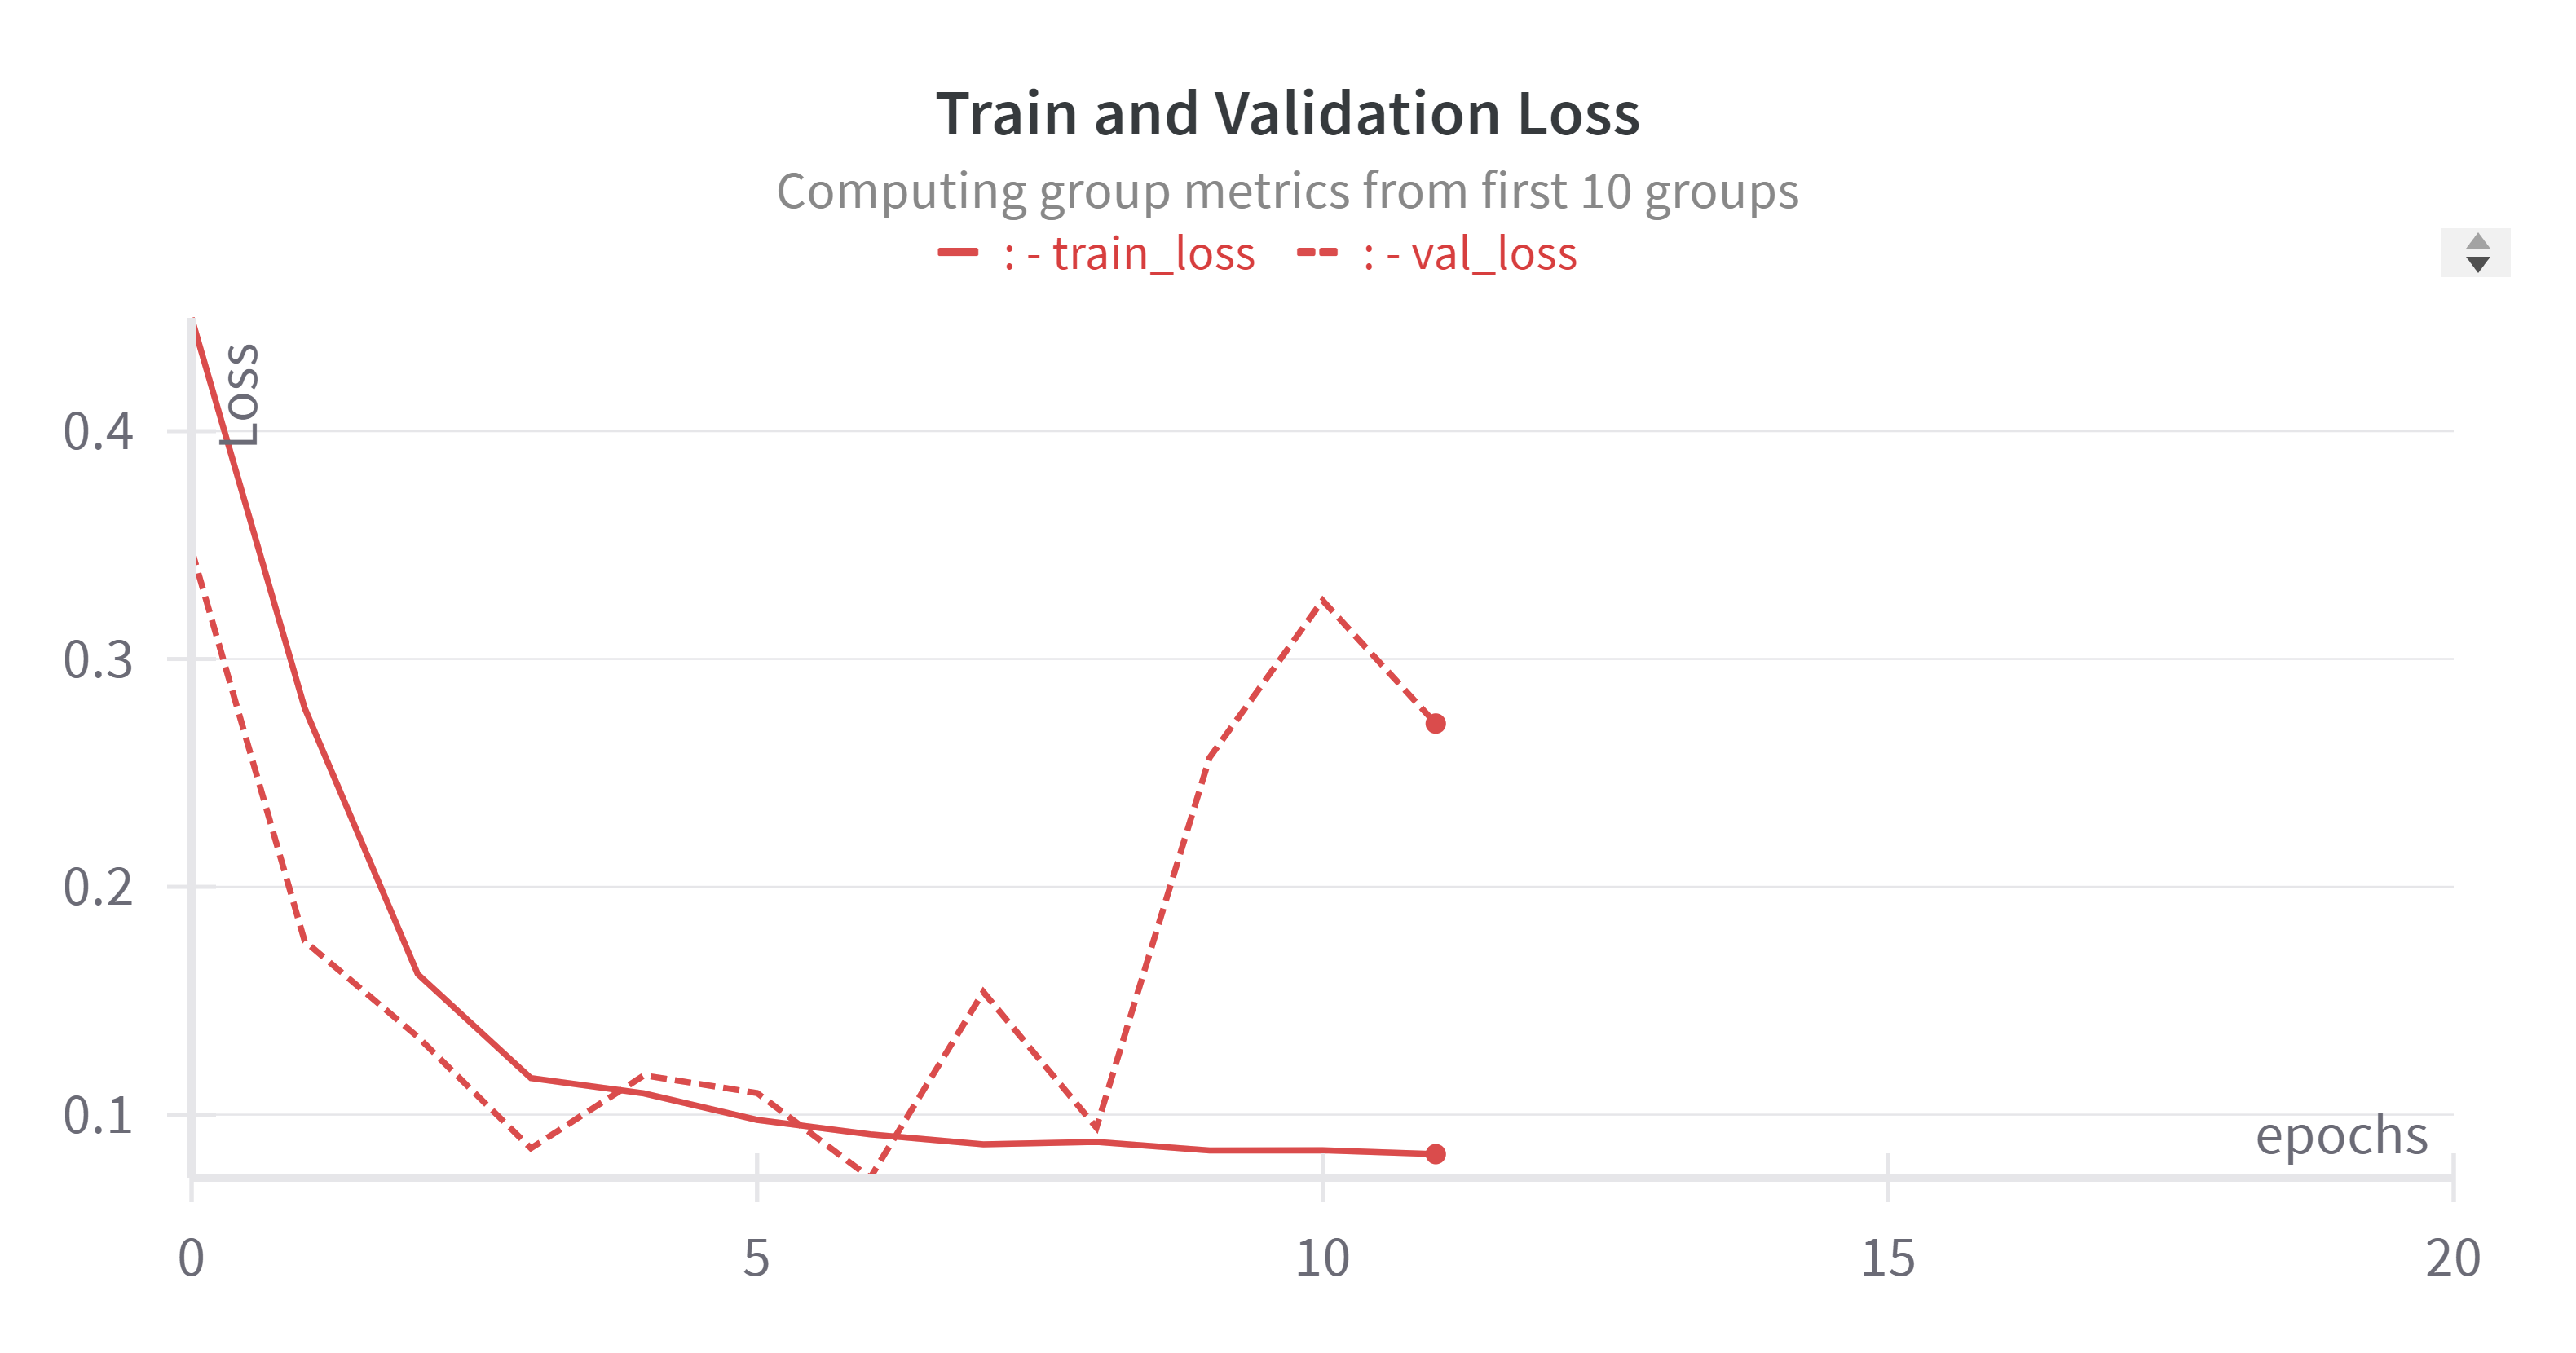 Train and Validation Loss
Computing group metrics from first 10 groups
: - train_loss : - val_loss
Loss
0.4
0.3
0.2
0.1
epochs
0 5 10 15 20